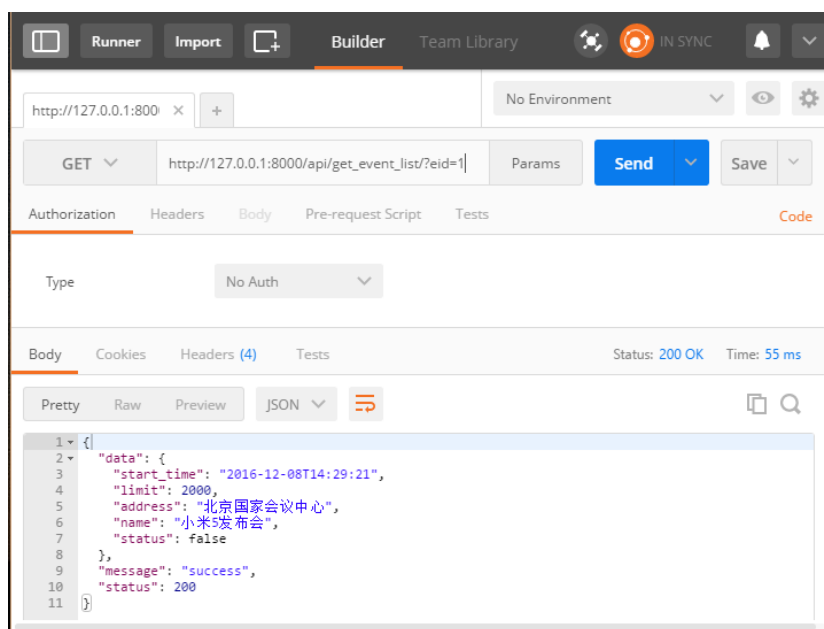 Runner Import Builder Team Library IN SYNC
http://127.0.0.1:800 × + No Environment
GET http://127.0.0.1:8000/api/get_event_list/?eid=1 Params Send Save
Authorization Headers Body Pre-request Script Tests Code
Type No Auth
Body Cookies Headers (4) Tests Status: 200 OK Time: 55 ms
Pretty Raw Preview JSON
1 {
2 "data": {
3 "start_time": "2016-12-08T14:29:21",
4 "limit": 2000,
5 "address": "北京国家会议中心",
6 "name": "小米5发布会",
7 "status": false
8 },
9 "message": "success",
10 "status": 200
11 }